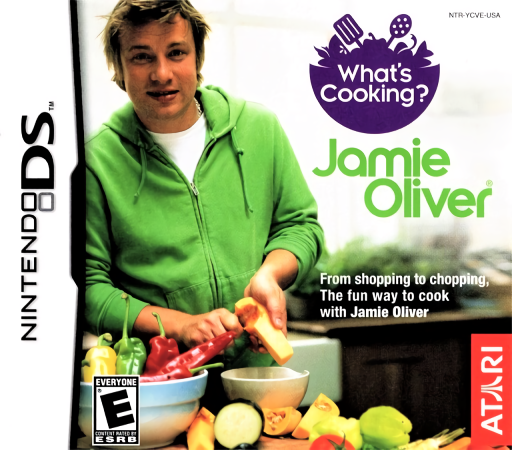 NTR-YCVE-USA
What's
Cooking?
Jamie
Oliver®
NINTENDO DS™
From shopping to chopping,
The fun way to cook
with Jamie Oliver
EVERYONE
E
CONTENT RATED BY
ESRB
ATARI